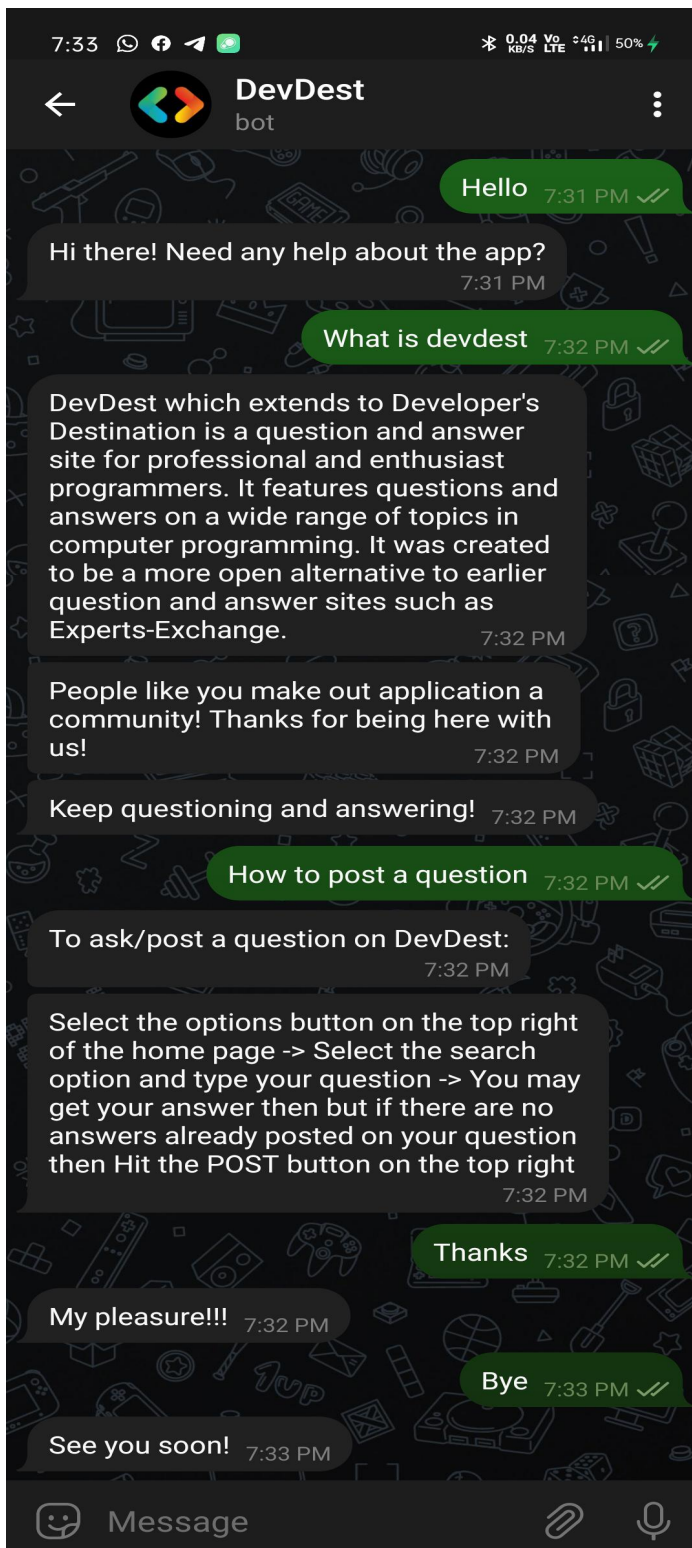 7:33
0.04 KB/S Vo LTE 4G 50%
DevDest
bot
Hello 7:31 PM
Hi there! Need any help about the app?
7:31 PM
What is devdest 7:32 PM
DevDest which extends to Developer's
Destination is a question and answer
site for professional and enthusiast
programmers. It features questions and
answers on a wide range of topics in
computer programming. It was created
to be a more open alternative to earlier
question and answer sites such as
Experts-Exchange. 7:32 PM
People like you make out application a
community! Thanks for being here with
us! 7:32 PM
Keep questioning and answering! 7:32 PM
How to post a question 7:32 PM
To ask/post a question on DevDest:
7:32 PM
Select the options button on the top right
of the home page -> Select the search
option and type your question -> You may
get your answer then but if there are no
answers already posted on your question
then Hit the POST button on the top right
7:32 PM
Thanks 7:32 PM
My pleasure!!! 7:32 PM
Bye 7:33 PM
See you soon! 7:33 PM
Message